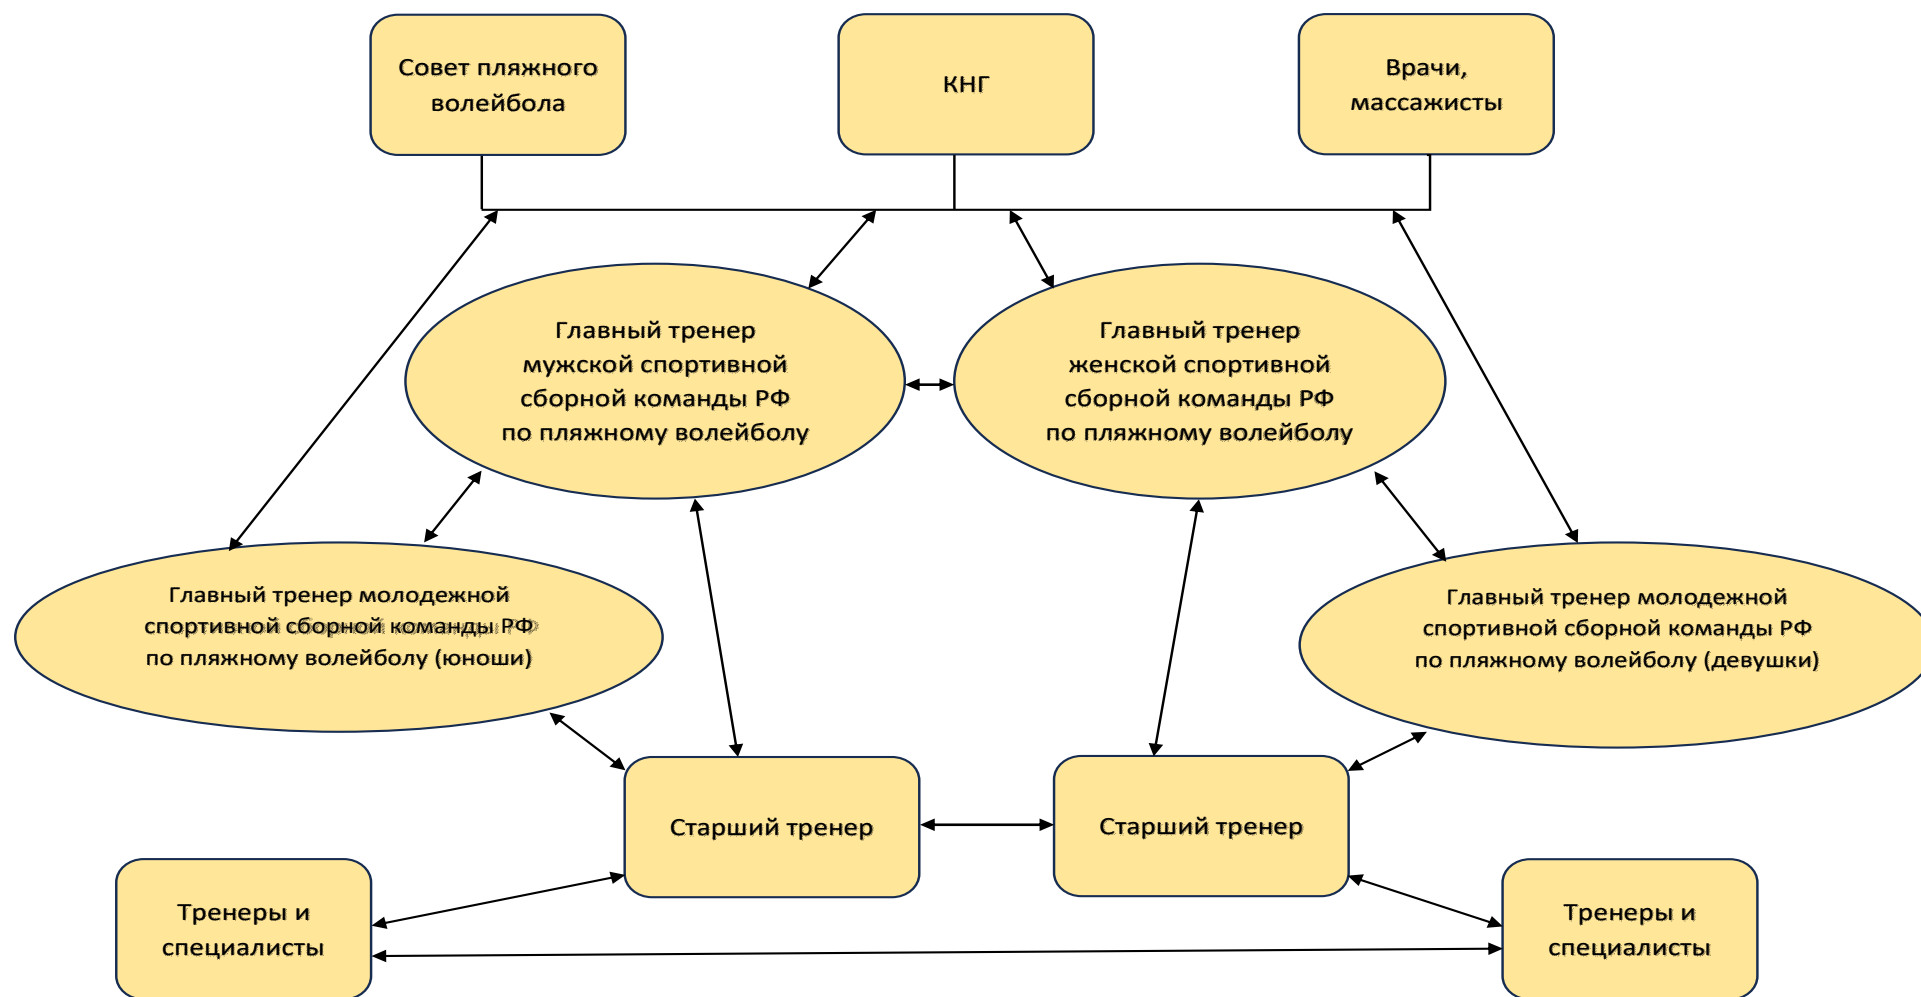 Совет пляжного
волейбола
КНГ
Врачи,
массажисты
Главный тренер
мужской спортивной
сборной команды РФ
по пляжному волейболу
Главный тренер
женской спортивной
сборной команды РФ
по пляжному волейболу
Главный тренер молодежной
спортивной сборной команды РФ
по пляжному волейболу (юноши)
Главный тренер молодежной
спортивной сборной команды РФ
по пляжному волейболу (девушки)
Старший тренер
Старший тренер
Тренеры и
специалисты
Тренеры и
специалисты